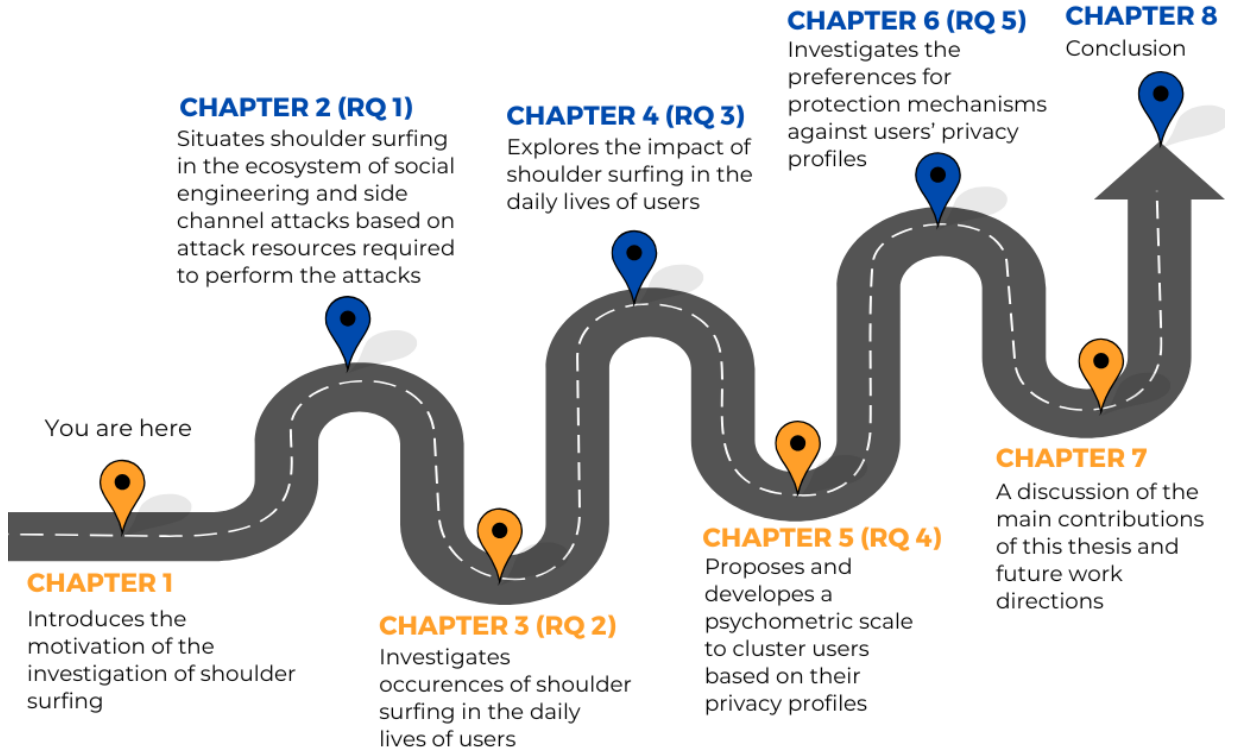 You are here
CHAPTER 1
Introduces the
motivation of the
investigation of shoulder
surfing
CHAPTER 2 (RQ 1)
Situates shoulder surfing
in the ecosystem of social
engineering and side
channel attacks based on
attack resources required
to perform the attacks
CHAPTER 3 (RQ 2)
Investigates
occurences of shoulder
surfing in the daily
lives of users
CHAPTER 4 (RQ 3)
Explores the impact of
shoulder surfing in the
daily lives of users
CHAPTER 5 (RQ 4)
Proposes and
developes a
psychometric scale
to cluster users
based on their
privacy profiles
CHAPTER 6 (RQ 5)
Investigates the
preferences for
protection mechanisms
against users’ privacy
profiles
CHAPTER 7
A discussion of the
main contributions
of this thesis and
future work
directions
CHAPTER 8
Conclusion